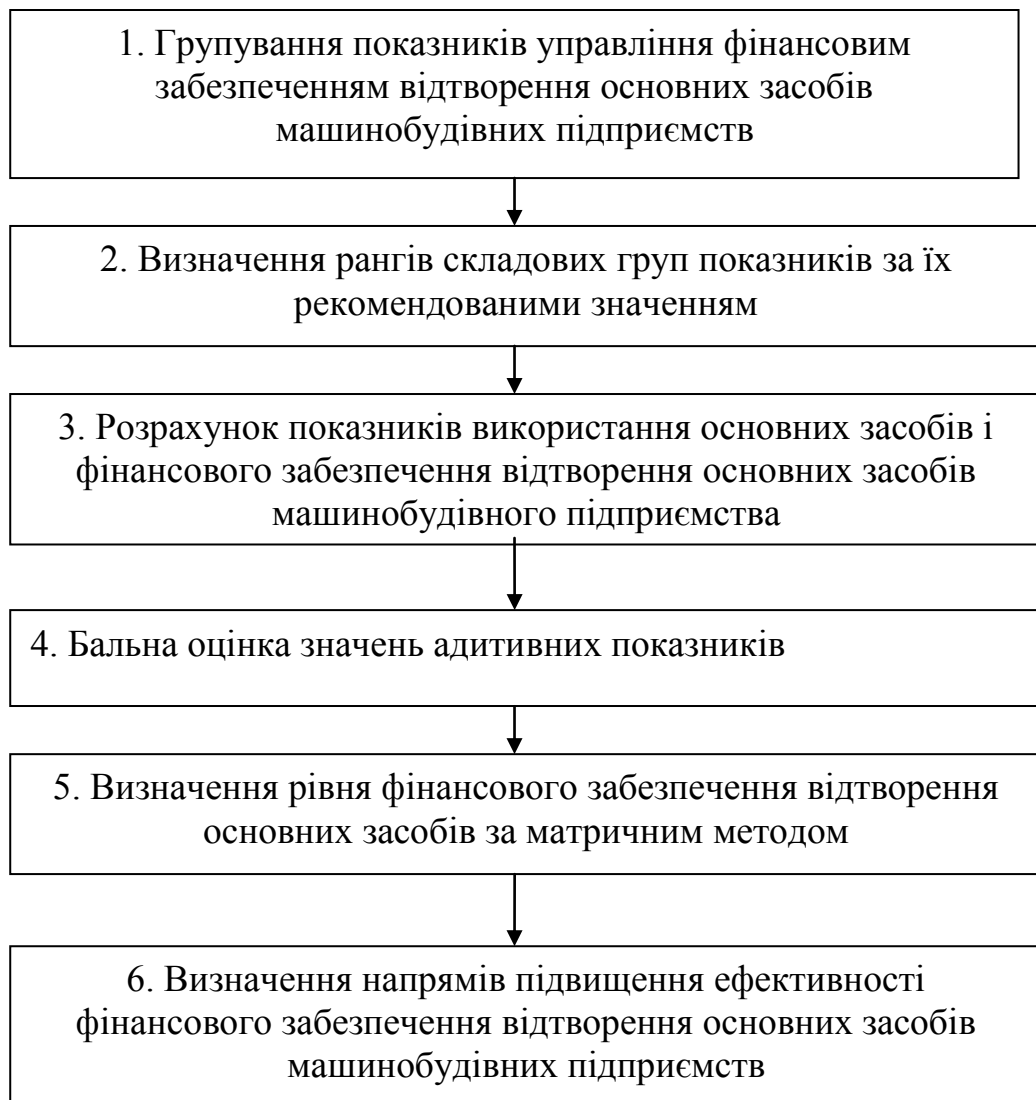 1. Групування показників управління фінансовим
забезпеченням відтворення основних засобів
машинобудівних підприємств
2. Визначення рангів складових груп показників за їх
рекомендованими значенням
3. Розрахунок показників використання основних засобів і
фінансового забезпечення відтворення основних засобів
машинобудівного підприємства
4. Бальна оцінка значень адитивних показників
5. Визначення рівня фінансового забезпечення відтворення
основних засобів за матричним методом
6. Визначення напрямів підвищення ефективності
фінансового забезпечення відтворення основних засобів
машинобудівних підприємств